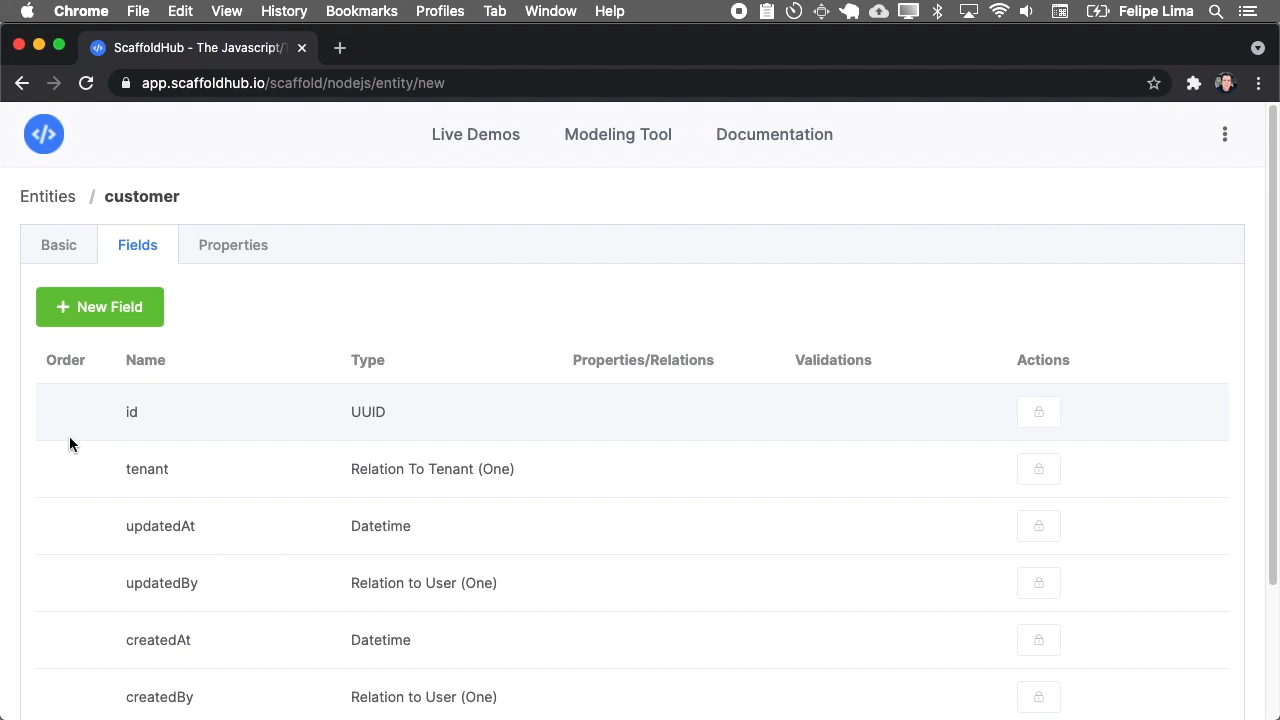 Chrome File Edit View History Bookmarks Profiles Tab Window Help Felipe Lima
ScaffoldHub - The Javascript/
app.scaffoldhub.io/scaffold/nodejs/entity/new
</> Live Demos Modeling Tool Documentation
Entities / customer
Basic Fields Properties
+ New Field
Order Name Type Properties/Relations Validations Actions
id UUID
tenant Relation To Tenant (One)
updatedAt Datetime
updatedBy Relation to User (One)
createdAt Datetime
createdBy Relation to User (One)